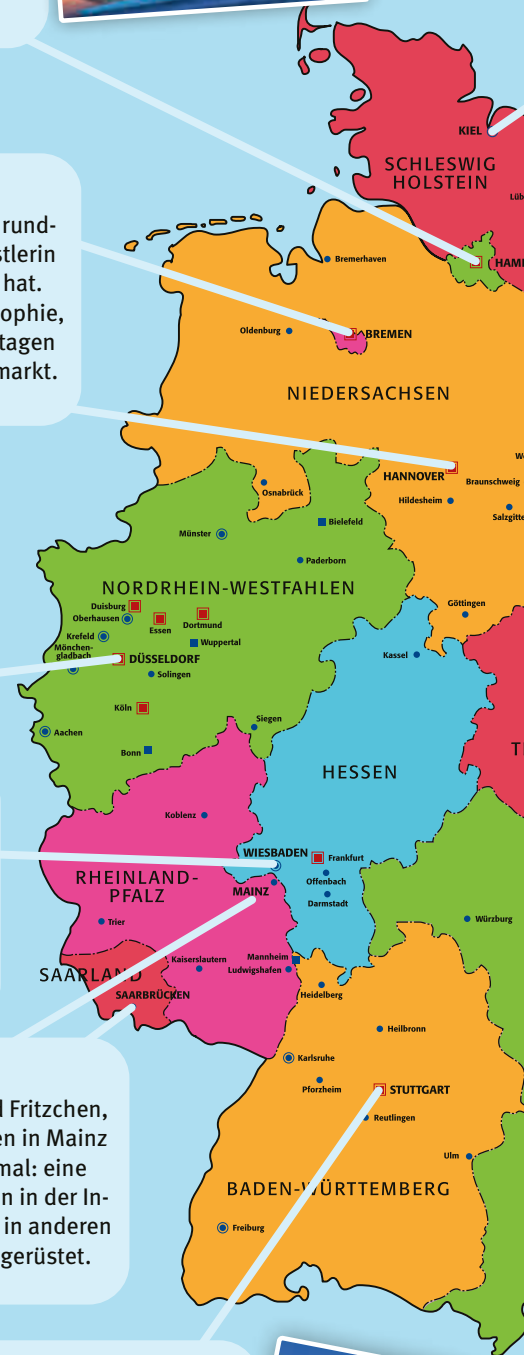 KIEL
SCHLESWIG
HOLSTEIN
rund-
hat.
ophie,
tagen
markt.
Bremerhaven
Oldenburg
BREMEN
NIEDERSACHSEN
HANNOVER
Braunschweig
Hildesheim
Osnabrück
Bielefeld
Münster
Paderborn
NORDRHEIN-WESTFAHLEN
Duisburg
Oberhausen
Essen
Dortmund
Krefeld
Wuppertal
Mönchen-
gladbach
DÜSSELDORF
Solingen
Göttingen
Kassel
Köln
Siegen
Aachen
Bonn
HESSEN
Koblenz
WIESBADEN
Frankfurt
Offenbach
MAINZ
Darmstadt
RHEINLAND-
PFALZ
Trier
Würzburg
Kaiserslautern
Mannheim
Ludwigshafen
SAARLAND
SAARBRÜCKEN
Heidelberg
Heilbronn
Karlsruhe
Pforzheim
STUTTGART
Reutlingen
Ulm
BADEN-WÜRTTEMBERG
Freiburg
Fritzchen,
en in Mainz
mal: eine
n in der In-
in anderen
gerüstet.